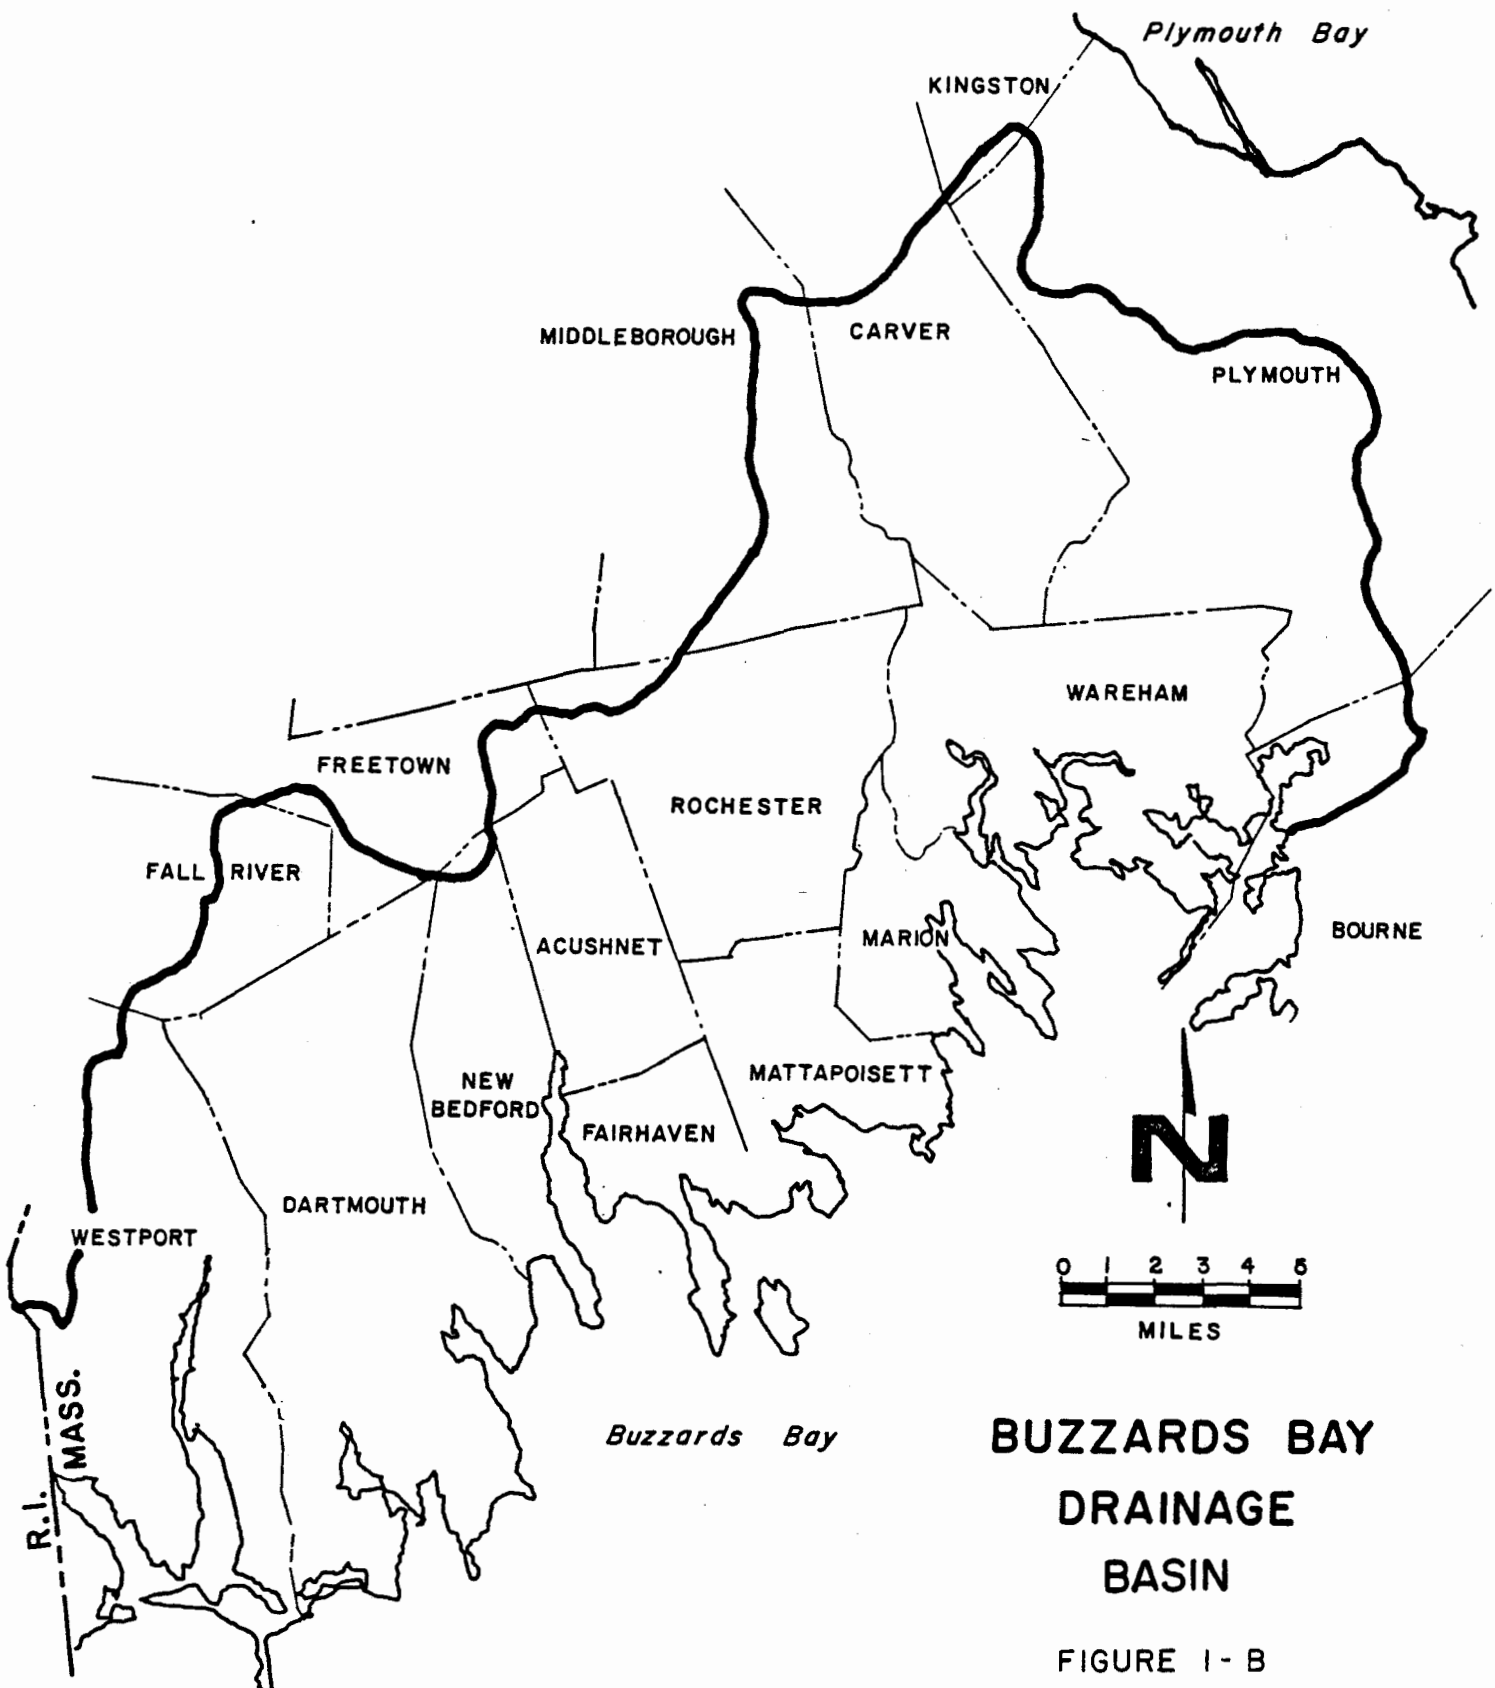 Plymouth Bay
KINGSTON
MIDDLEBOROUGH
CARVER
PLYMOUTH
WAREHAM
FREETOWN
ROCHESTER
FALL RIVER
ACUSHNET
MARION
BOURNE
NEW
BEDFORD
MATTAPOISETT
FAIRHAVEN
N
DARTMOUTH
WESTPORT
0 1 2 3 4 5
MILES
R.I.
MASS.
Buzzards Bay
BUZZARDS BAY
DRAINAGE
BASIN
FIGURE 1-B